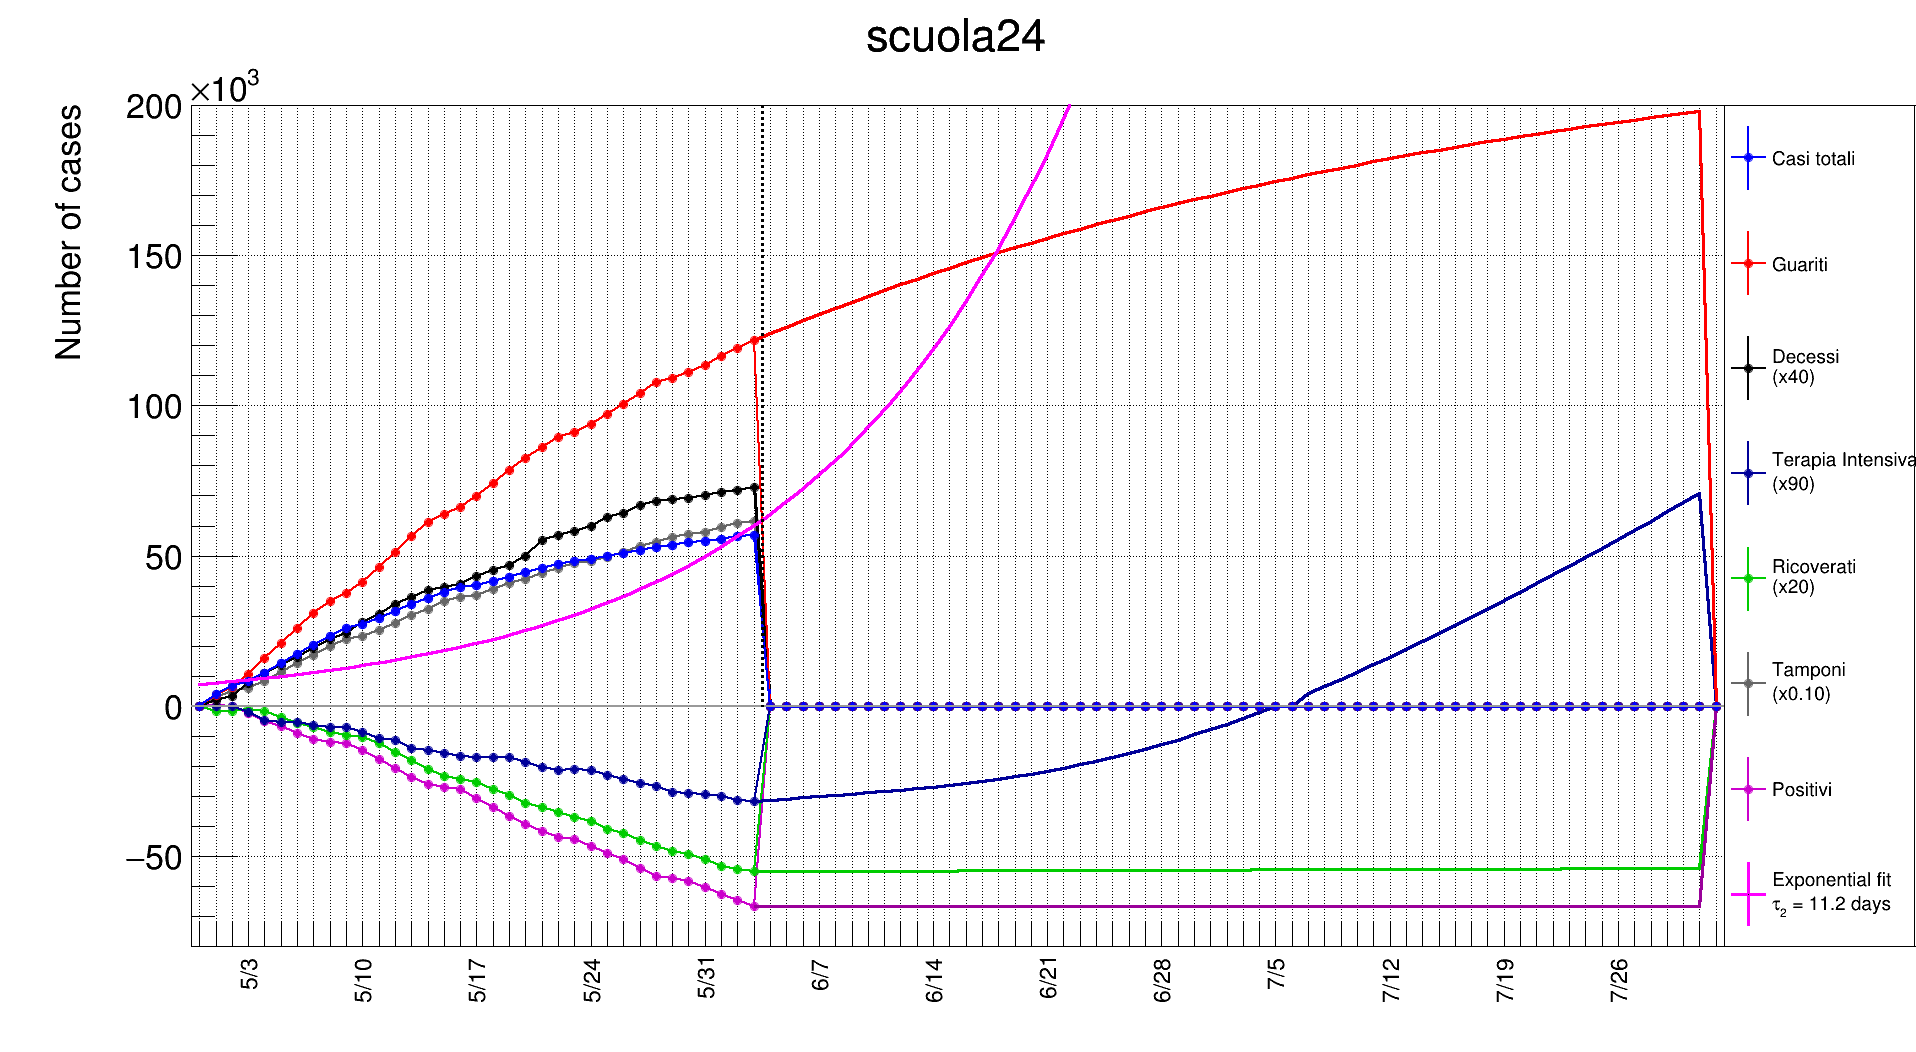 scuola24
×10³
Number of cases
200
150
100
50
0
−50
5/3
5/10
5/17
5/24
5/31
6/7
6/14
6/21
6/28
7/5
7/12
7/19
7/26
Casi totali
Guariti
Decessi
(x40)
Terapia Intensiva
(x90)
Ricoverati
(x20)
Tamponi
(x0.10)
Positivi
Exponential fit
τ₂ = 11.2 days